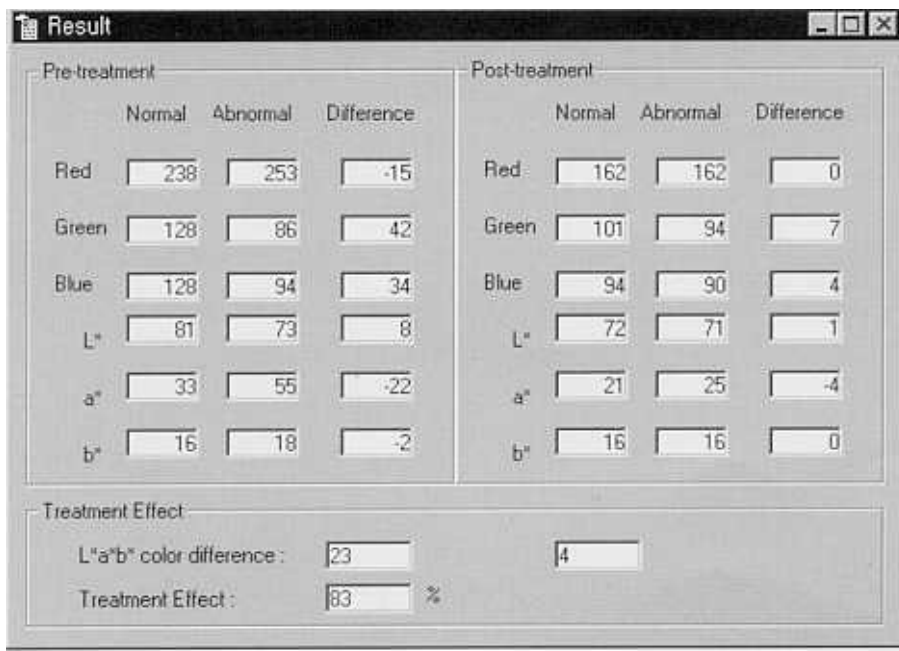 Result
Pre-treatment
Normal Abnormal Difference
Red 238 253 -15
Green 128 86 42
Blue 128 94 34
L* 81 73 8
a* 33 55 -22
b* 16 18 -2
Post-treatment
Normal Abnormal Difference
Red 162 162 0
Green 101 94 7
Blue 94 90 4
L* 72 71 1
a* 21 25 -4
b* 16 16 0
Treatment Effect
L*a*b* color difference : 23 4
Treatment Effect : 83 %